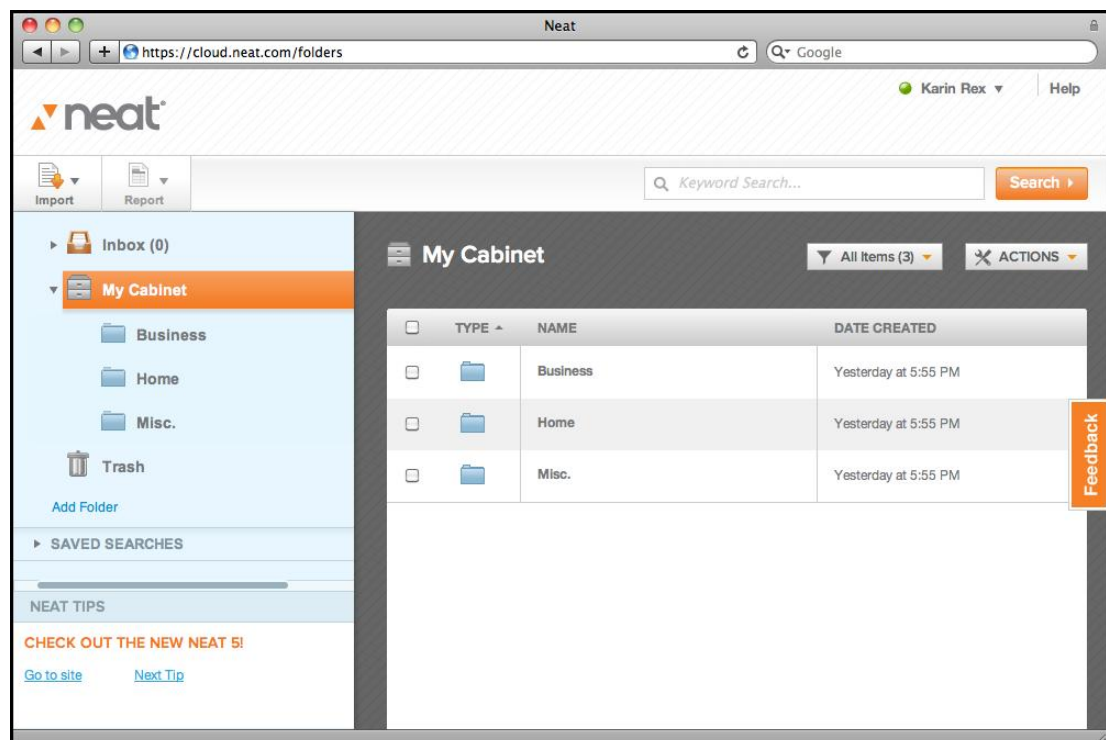 Neat
https://cloud.neat.com/folders
Google
Karin Rex Help
neat
Import Report
Keyword Search...
Search
Inbox (0)
My Cabinet
Business
Home
Misc.
Trash
Add Folder
SAVED SEARCHES
NEAT TIPS
CHECK OUT THE NEW NEAT 5!
Go to site Next Tip
My Cabinet
All Items (3) ACTIONS
TYPE NAME DATE CREATED
Business Yesterday at 5:55 PM
Home Yesterday at 5:55 PM
Misc. Yesterday at 5:55 PM
Feedback